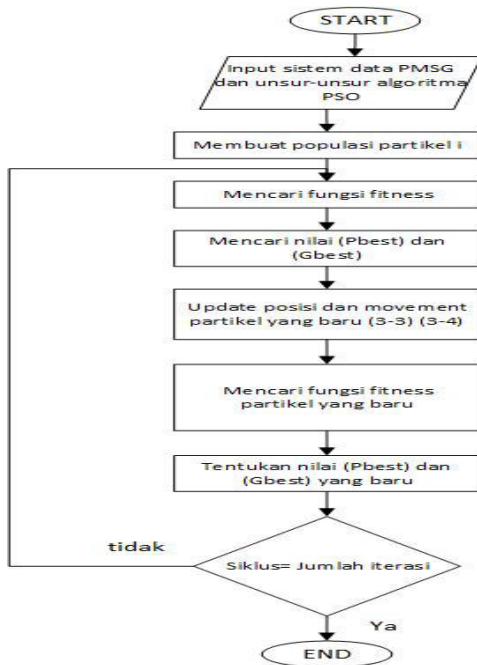 START
Input sistem data PMSG
dan unsur-unsur algoritma
PSO
Membuat populasi partikel i
Mencari fungsi fitness
Mencari nilai (Pbest) dan
(Gbest)
Update posisi dan movement
partikel yang baru (3-3) (3-4)
Mencari fungsi fitness
partikel yang baru
Tentukan nilai (Pbest) dan
(Gbest) yang baru
tidak
Siklus= Jumlah iterasi
Ya
END